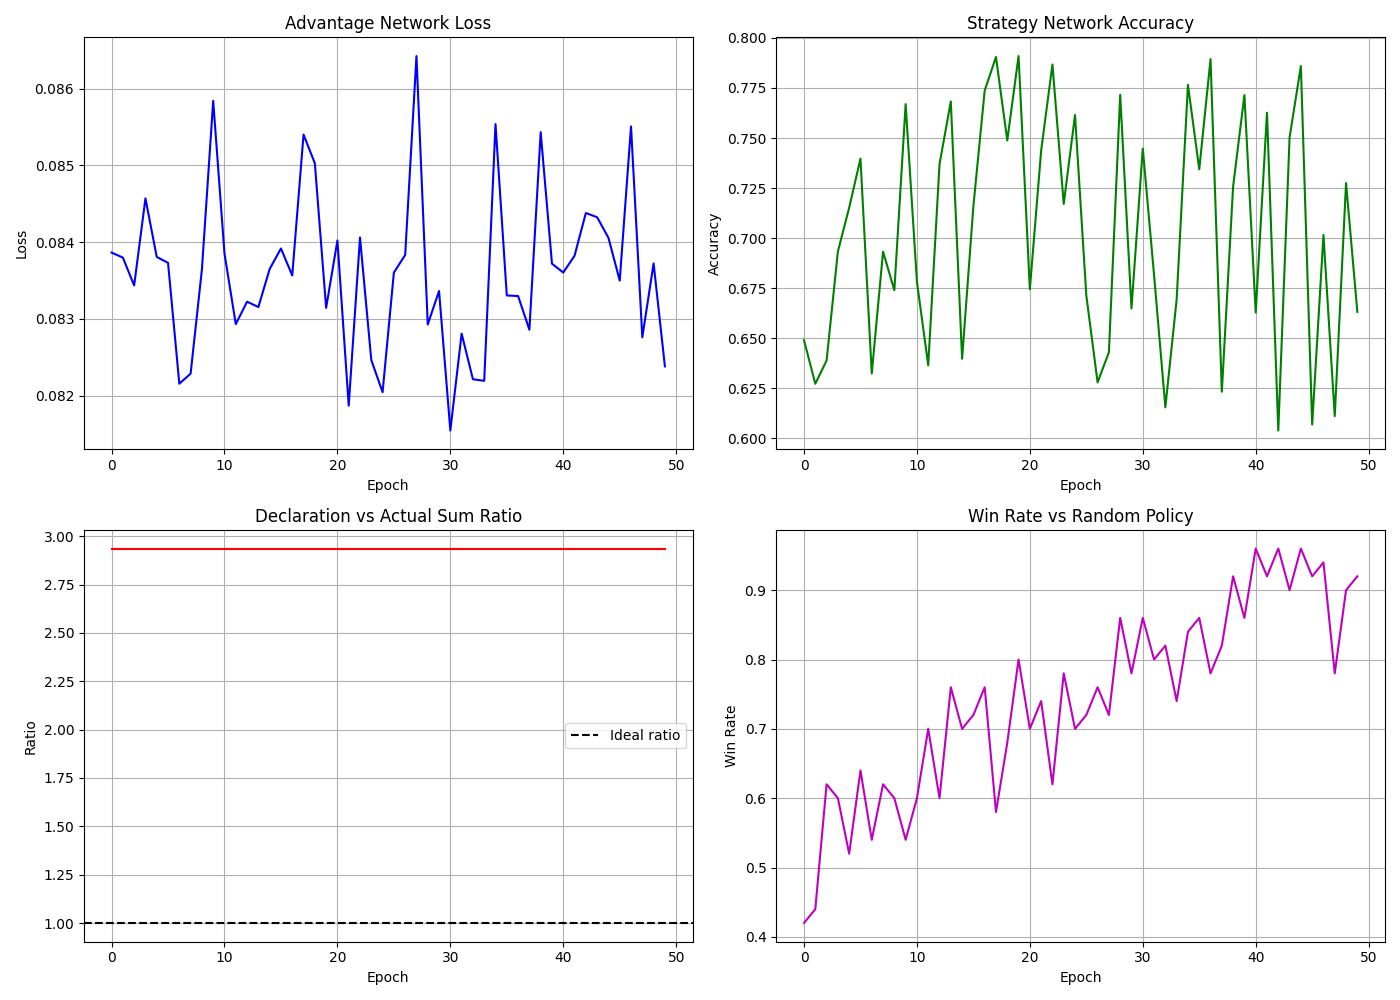 Advantage Network Loss
Loss
0.086
0.085
0.084
0.083
0.082
0 10 20 30 40 50
Epoch
Strategy Network Accuracy
Accuracy
0.800
0.775
0.750
0.725
0.700
0.675
0.650
0.625
0.600
0 10 20 30 40 50
Epoch
Declaration vs Actual Sum Ratio
Ratio
3.00
2.75
2.50
2.25
2.00
1.75
1.50
1.25
1.00
Ideal ratio
0 10 20 30 40 50
Epoch
Win Rate vs Random Policy
Win Rate
0.9
0.8
0.7
0.6
0.5
0.4
0 10 20 30 40 50
Epoch